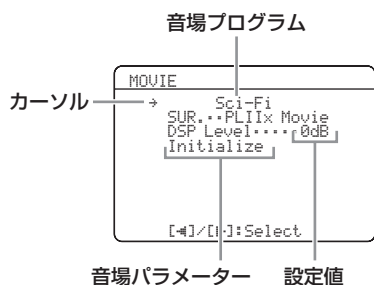 音場プログラム
カーソル
MOVIE
→ Sci-Fi
SUR.··PLIIx Movie
DSP Level····0dB
Initialize
[◀]/[▶]:Select
音場パラメーター 設定値